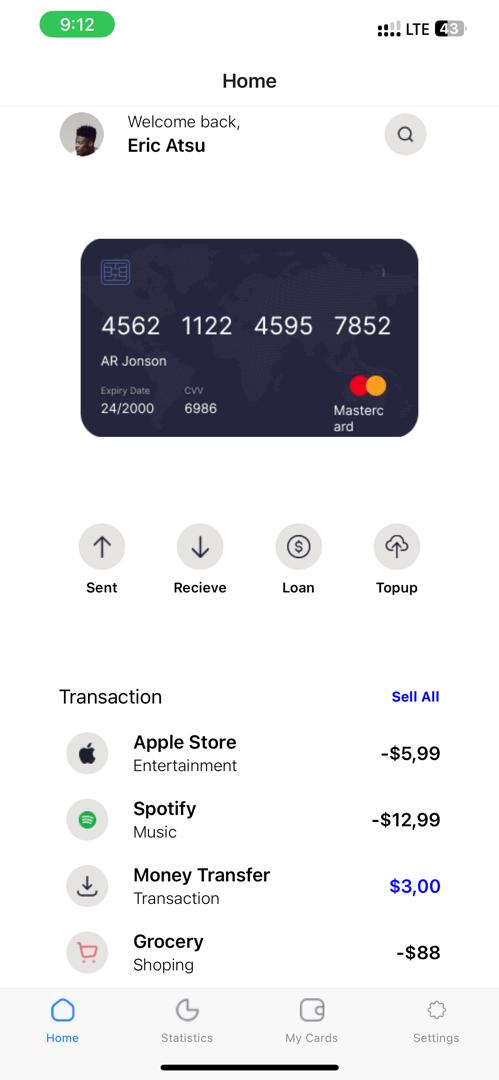 9:12
LTE 43
Home
Welcome back,
Eric Atsu
4562 1122 4595 7852
AR Jonson
Expiry Date CVV
24/2000 6986
Masterc
ard
Sent Recieve Loan Topup
Transaction Sell All
Apple Store
Entertainment
-$5,99
Spotify
Music
-$12,99
Money Transfer
Transaction
$3,00
Grocery
Shoping
-$88
Home Statistics My Cards Settings